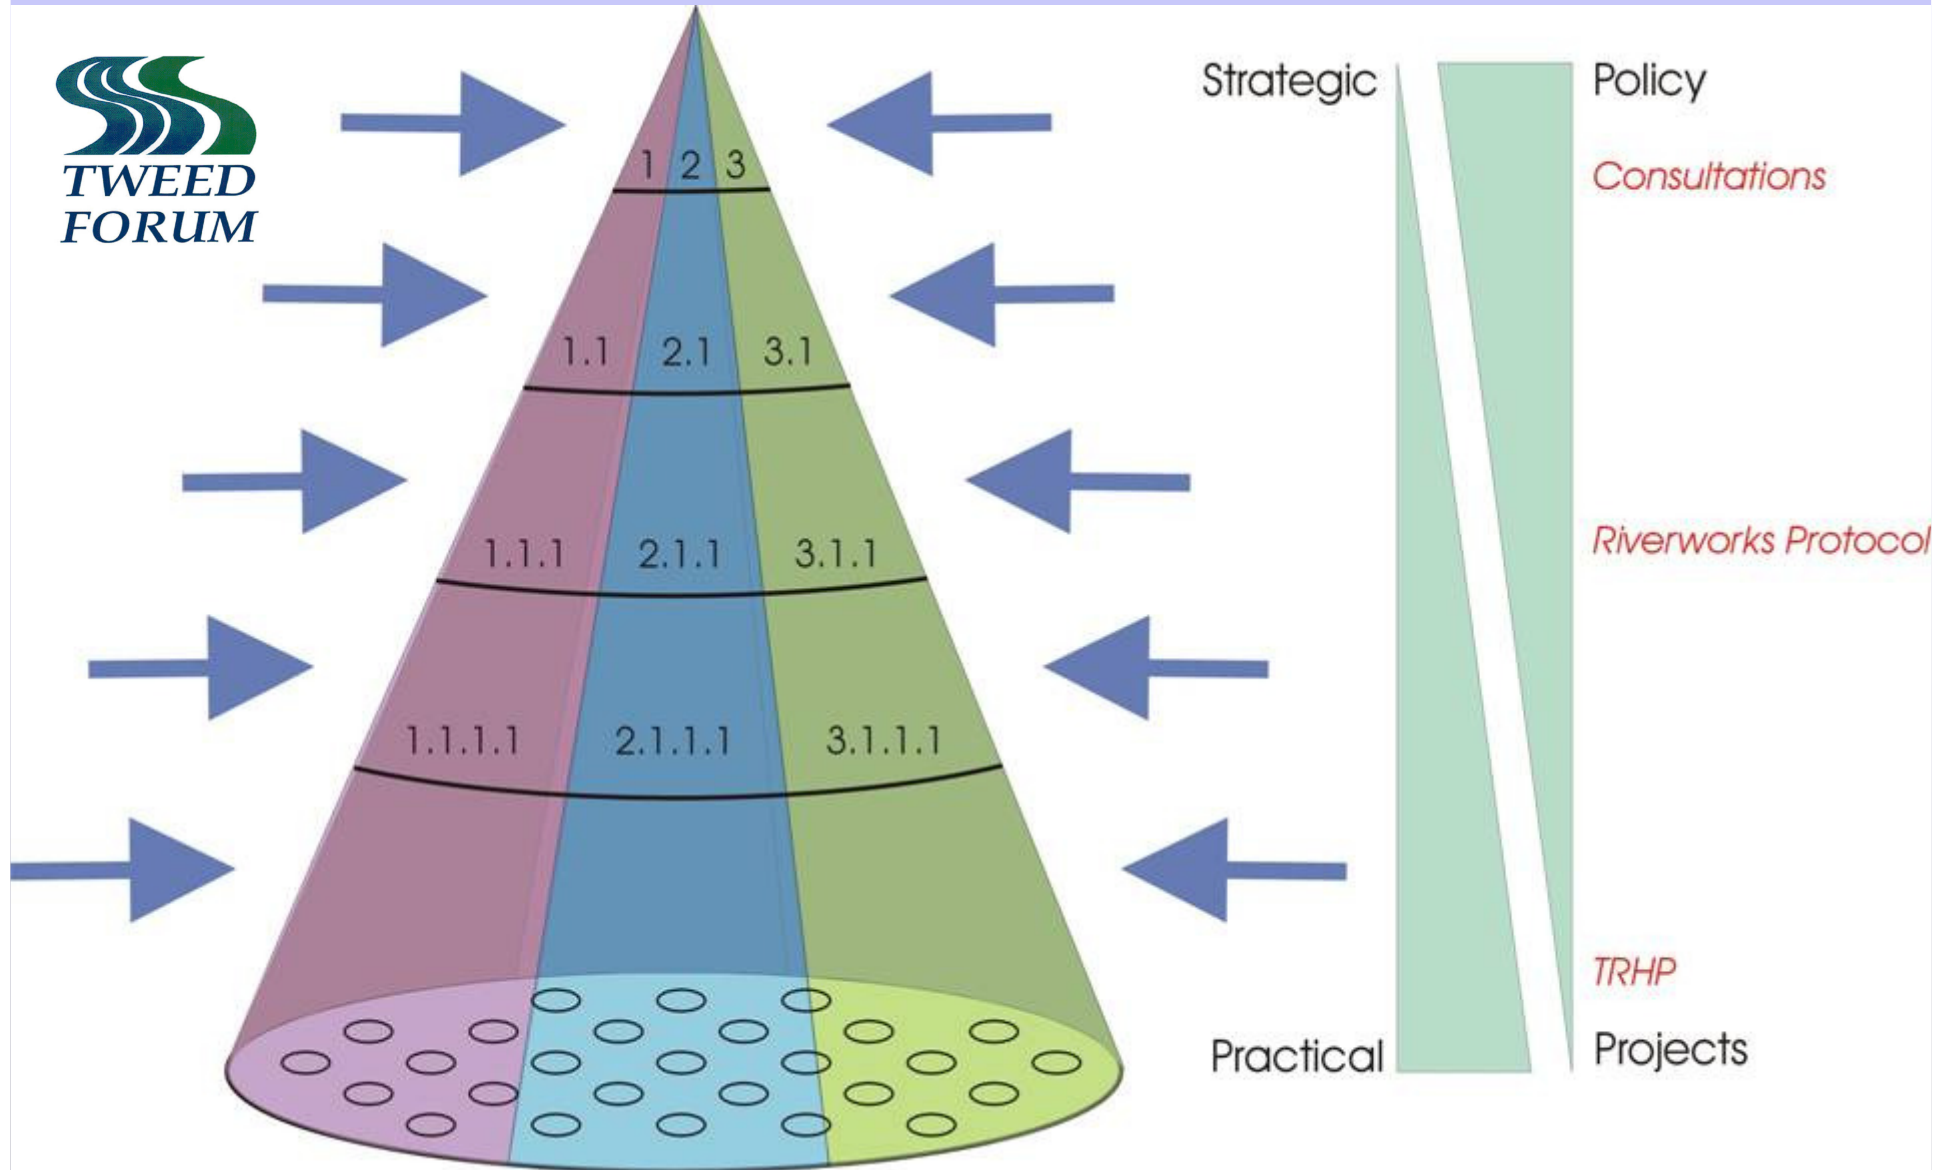 TWEED
FORUM
1 2 3
1.1 2.1 3.1
1.1.1 2.1.1 3.1.1
1.1.1.1 2.1.1.1 3.1.1.1
Strategic
Policy
Consultations
Riverworks Protocol
TRHP
Practical
Projects